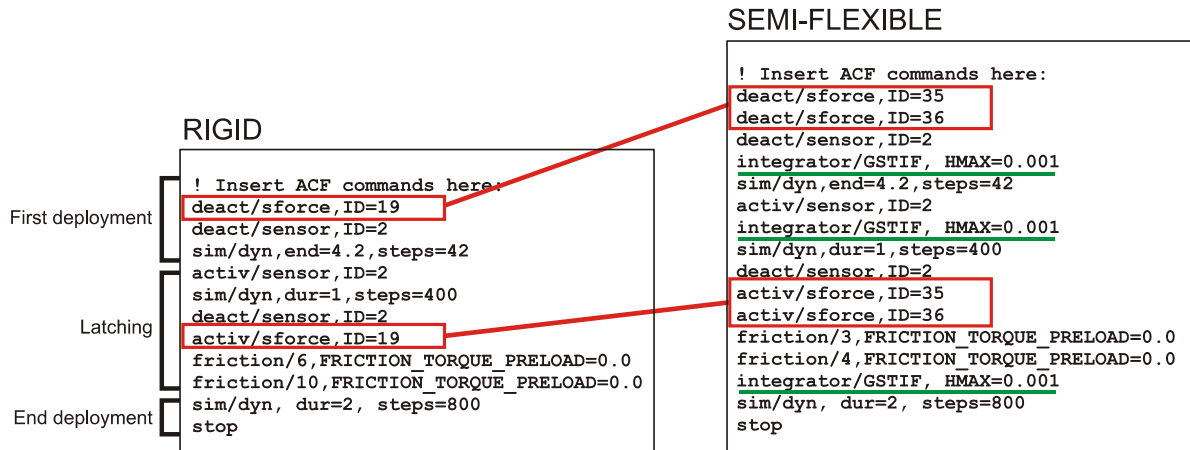 SEMI-FLEXIBLE
! Insert ACF commands here:
deact/sforce,ID=35
deact/sforce,ID=36
deact/sensor,ID=2
integrator/GSTIF, HMAX=0.001
sim/dyn,end=4.2,steps=42
activ/sensor,ID=2
integrator/GSTIF, HMAX=0.001
sim/dyn,dur=1,steps=400
deact/sensor,ID=2
activ/sforce,ID=35
activ/sforce,ID=36
friction/3,FRICTION_TORQUE_PRELOAD=0.0
friction/4,FRICTION_TORQUE_PRELOAD=0.0
integrator/GSTIF, HMAX=0.001
sim/dyn, dur=2, steps=800
stop
RIGID
! Insert ACF commands here:
deact/sforce,ID=19
deact/sensor,ID=2
sim/dyn,end=4.2,steps=42
activ/sensor,ID=2
sim/dyn,dur=1,steps=400
deact/sensor,ID=2
activ/sforce,ID=19
friction/6,FRICTION_TORQUE_PRELOAD=0.0
friction/10,FRICTION_TORQUE_PRELOAD=0.0
sim/dyn, dur=2, steps=800
stop
First deployment
Latching
End deployment